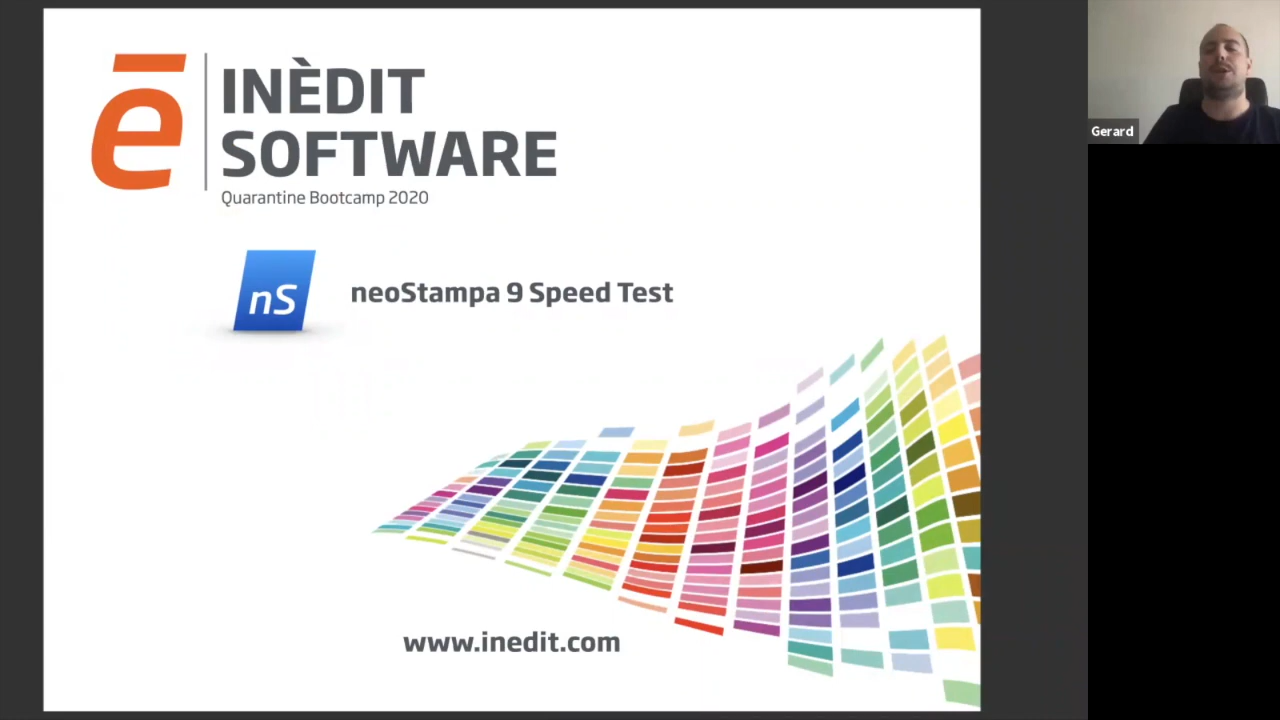 ē
INÈDIT
SOFTWARE
Quarantine Bootcamp 2020
nS
neoStampa 9 Speed Test
www.inedit.com
Gerard